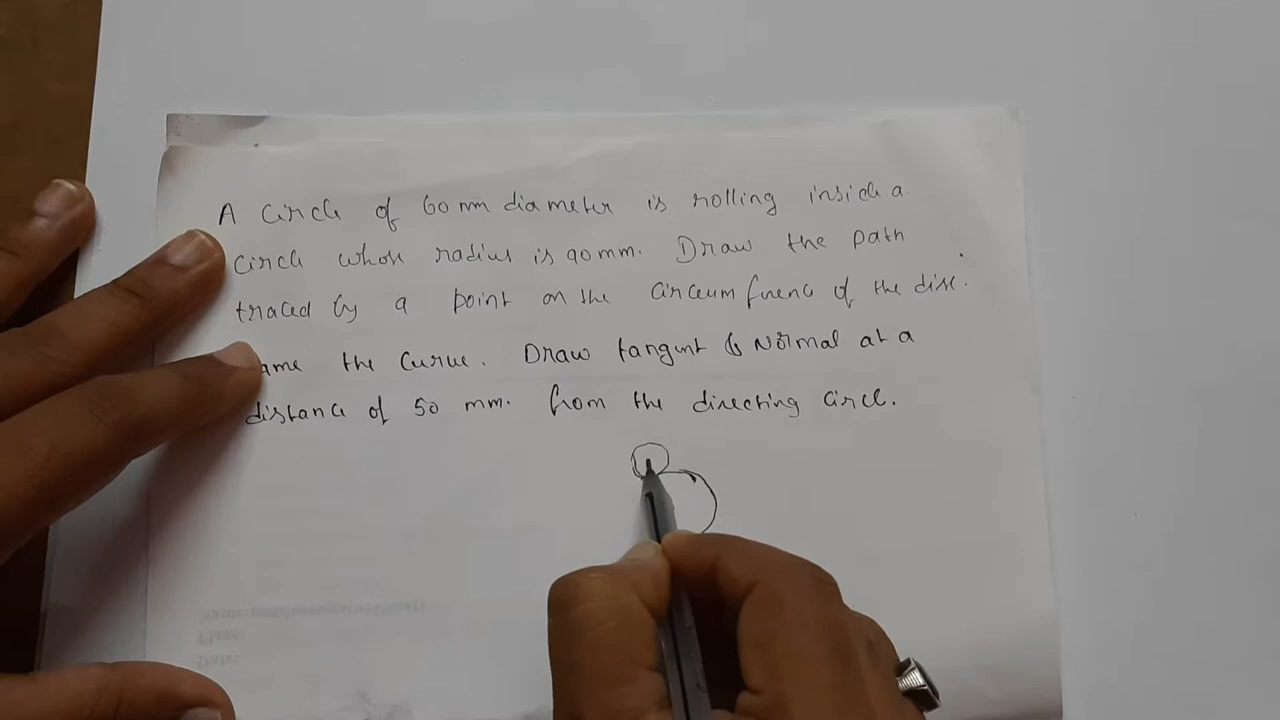 A circle of 60 mm diameter is rolling inside a
circle whose radius is 90mm. Draw the path
traced by a point on the circumference of the disc.
ame the curve. Draw tangent & Normal at a
distance of 50 mm. from the directing circle.